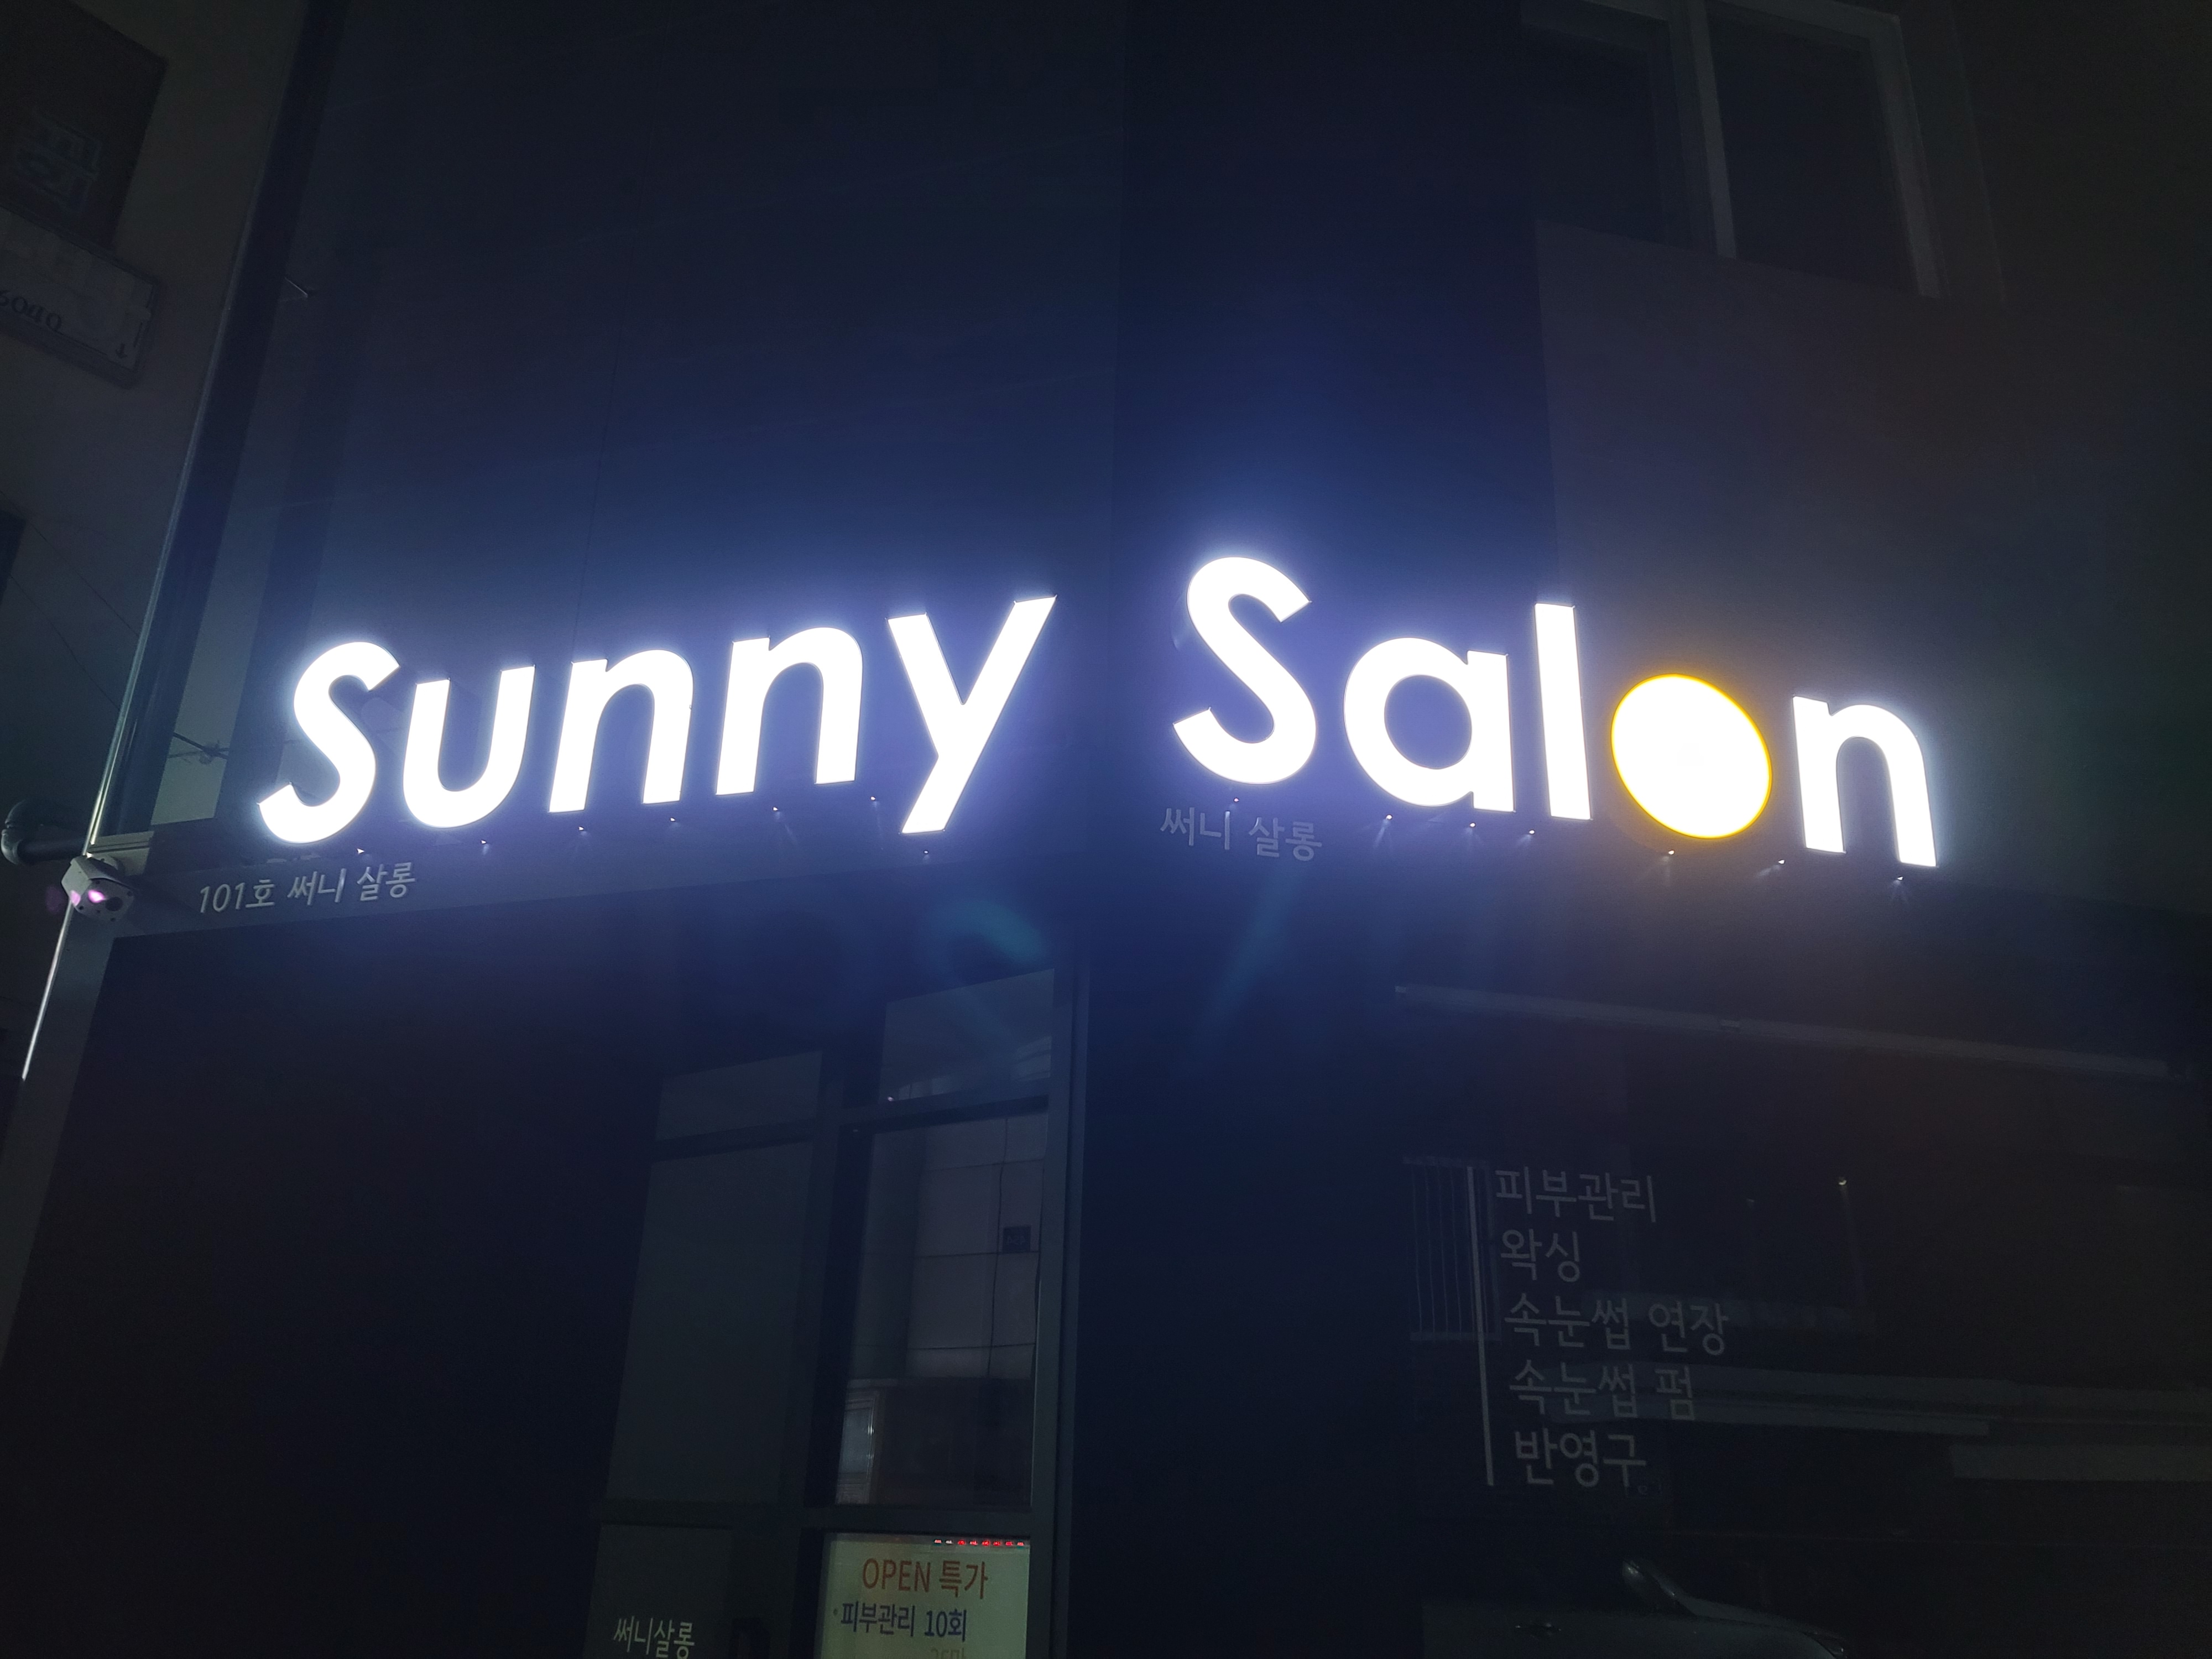 Sunny Salon
101호 써니 살롱
써니 살롱
피부관리
왁싱
속눈썹 연장
속눈썹 펌
반영구
OPEN 특가
피부관리 10회
써니살롱